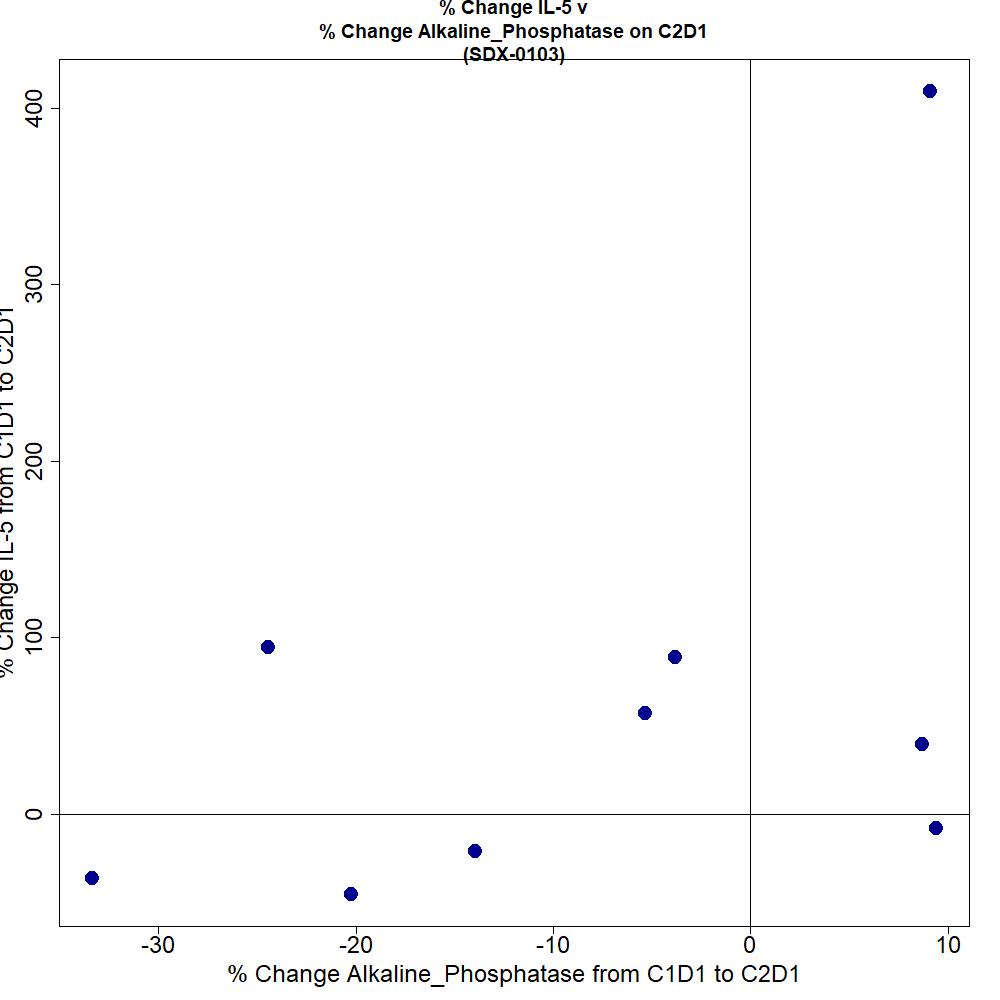 % Change IL-5 v
% Change Alkaline_Phosphatase on C2D1
(SDX-0103)
% Change IL-5 from C1D1 to C2D1
400
300
200
100
0
-30
-20
-10
0
10
% Change Alkaline_Phosphatase from C1D1 to C2D1